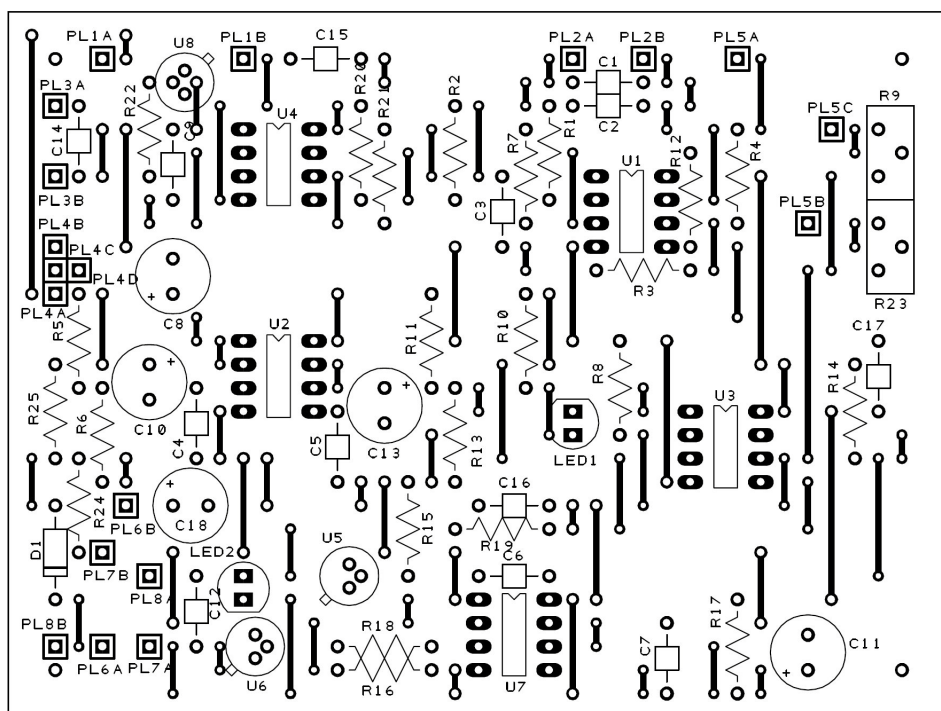 PL1A
U8
PL1B
C15
PL2A
PL2B
PL5A
PL3A
R22
R20
R21
R2
C1
C2
R9
C14
C9
U4
R7
R1
R12
U1
R4
PL5C
PL3B
C3
PL5B
PL4B
PL4C
PL4D
PL4A
R3
R23
C8
R5
U2
R11
R10
C17
R8
R14
R25
R6
C10
C4
C5
C13
R13
LED1
U3
R24
PL6B
C18
C16
R15
R19
D1
PL7B
LED2
U5
C6
PL8A
C12
R17
PL8B
PL6A
PL7A
R18
C7
C11
U6
R16
U7